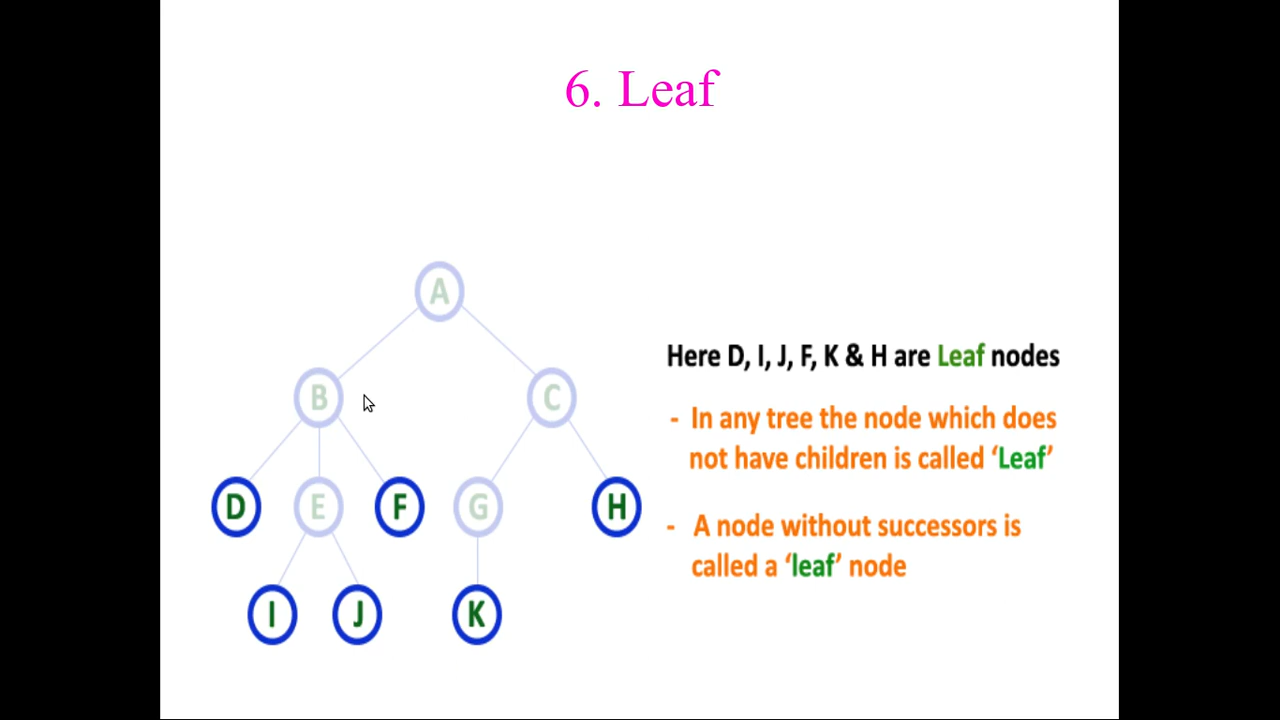 6. Leaf
A
B
C
D
E
F
G
H
I
J
K
Here D, I, J, F, K & H are Leaf nodes
- In any tree the node which does
not have children is called ‘Leaf’
- A node without successors is
called a ‘leaf’ node